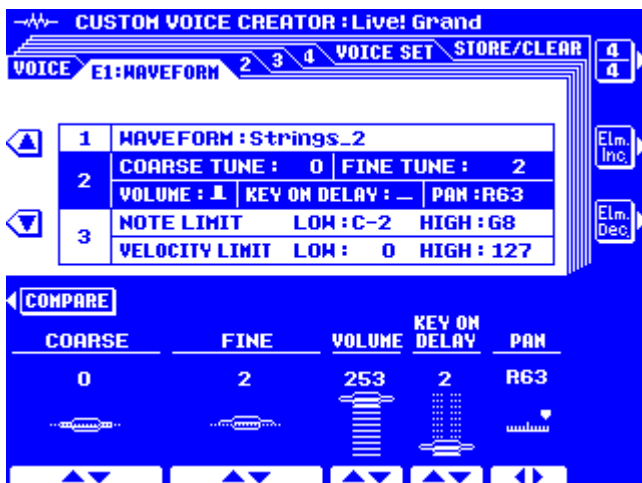 CUSTOM VOICE CREATOR : Live! Grand
VOICE E1:WAVEFORM 2 3 4 VOICE SET STORE/CLEAR 4/4
1 WAVEFORM : Strings_2 Elm. Inc.
2 COARSE TUNE : 0 FINE TUNE : 2
VOLUME : KEY ON DELAY : PAN :R63
3 NOTE LIMIT LOW :C-2 HIGH :G8 Elm. Dec.
VELOCITY LIMIT LOW : 0 HIGH : 127
COMPARE
COARSE FINE VOLUME KEY ON DELAY PAN
0 2 253 2 R63